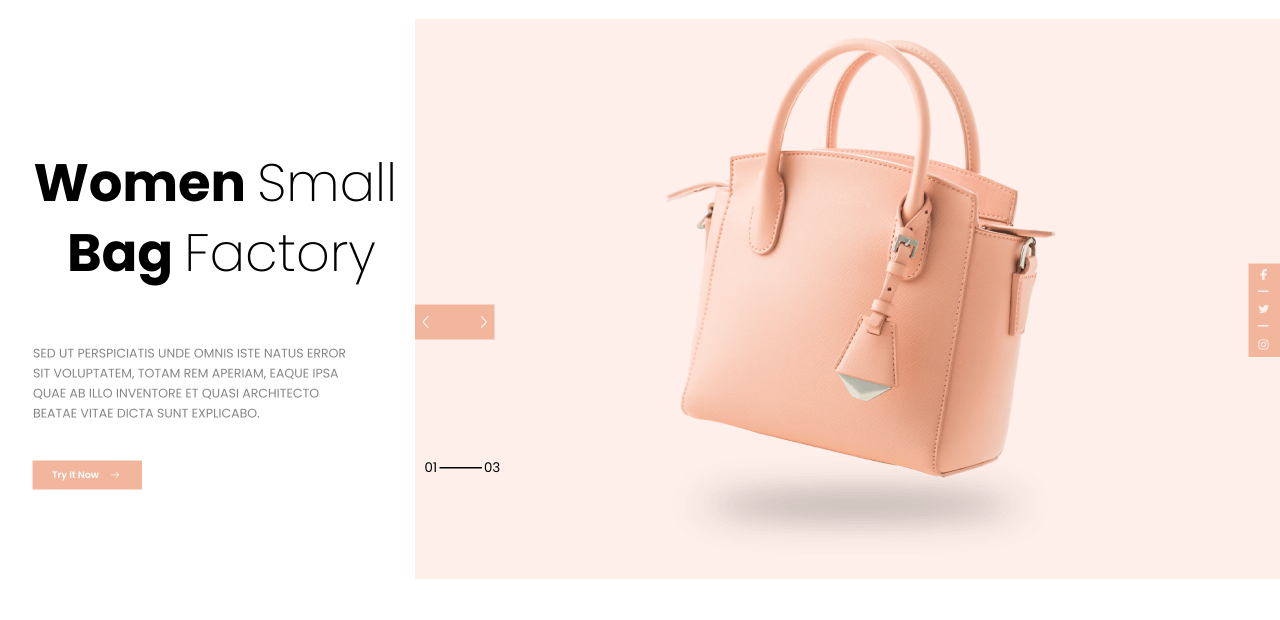 Women Small
Bag Factory
SED UT PERSPICIATIS UNDE OMNIS ISTE NATUS ERROR
SIT VOLUPTATEM, TOTAM REM APERIAM, EAQUE IPSA
QUAE AB ILLO INVENTORE ET QUASI ARCHITECTO
BEATAE VITAE DICTA SUNT EXPLICABO.
Try It Now
01 03